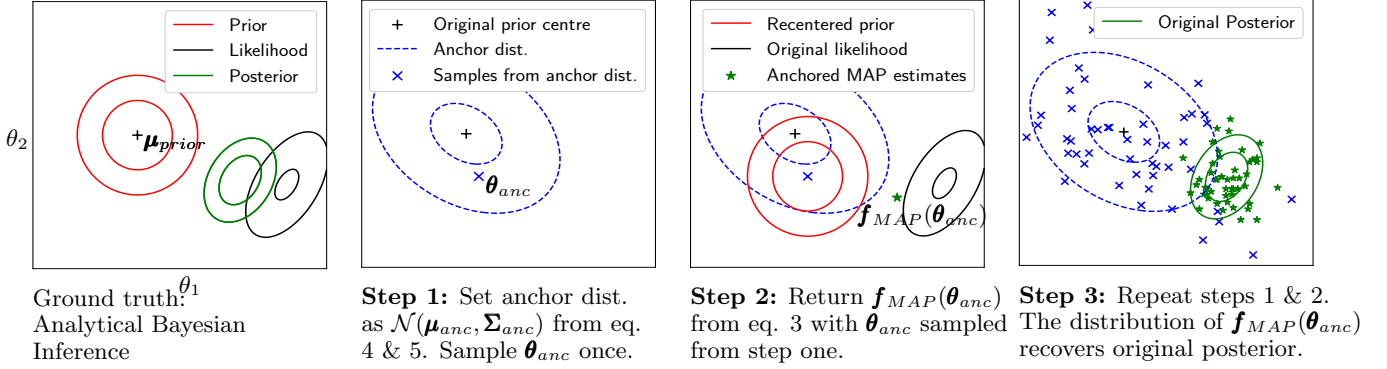 Prior
Likelihood
Posterior
μprior
θ2
θ1
Ground truth:
Analytical Bayesian
Inference
Original prior centre
Anchor dist.
Samples from anchor dist.
θanc
Step 1: Set anchor dist.
as 𝒩(μanc, Σanc) from eq.
4 & 5. Sample θanc once.
Recentered prior
Original likelihood
Anchored MAP estimates
fMAP(θanc)
Step 2: Return fMAP(θanc)
from eq. 3 with θanc sampled
from step one.
Original Posterior
Step 3: Repeat steps 1 & 2.
The distribution of fMAP(θanc)
recovers original posterior.